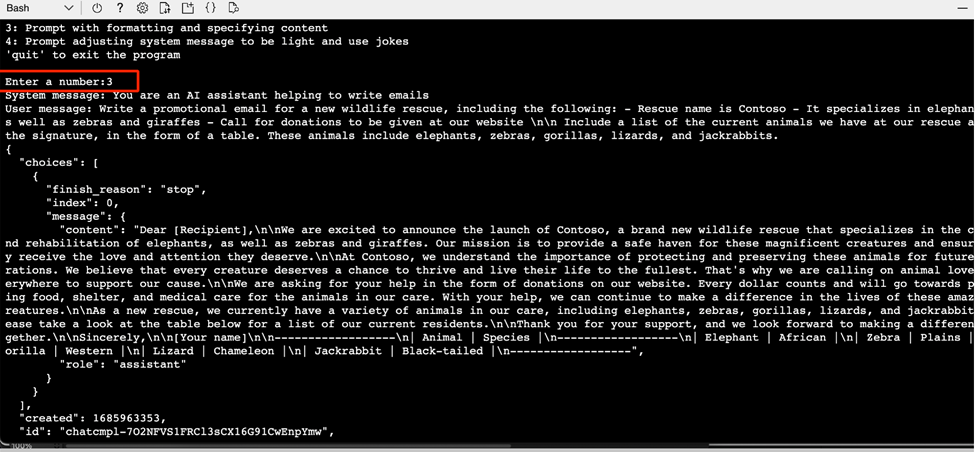 Bash
3: Prompt with formatting and specifying content
4: Prompt adjusting system message to be light and use jokes
'quit' to exit the program
Enter a number:3
System message: You are an AI assistant helping to write emails
User message: Write a promotional email for a new wildlife rescue, including the following: - Rescue name is Contoso - It specializes in elephan
s well as zebras and giraffes - Call for donations to be given at our website \n\n Include a list of the current animals we have at our rescue a
the signature, in the form of a table. These animals include elephants, zebras, gorillas, lizards, and jackrabbits.
{
"choices": [
{
"finish_reason": "stop",
"index": 0,
"message": {
"content": "Dear [Recipient],\n\nWe are excited to announce the launch of Contoso, a brand new wildlife rescue that specializes in the c
nd rehabilitation of elephants, as well as zebras and giraffes. Our mission is to provide a safe haven for these magnificent creatures and ensur
y receive the love and attention they deserve.\n\nAt Contoso, we understand the importance of protecting and preserving these animals for future
rations. We believe that every creature deserves a chance to thrive and live their life to the fullest. That's why we are calling on animal love
erywhere to support our cause.\n\nWe are asking for your help in the form of donations on our website. Every dollar counts and will go towards p
ing food, shelter, and medical care for the animals in our care. With your help, we can continue to make a difference in the lives of these amaz
reatures.\n\nAs a new rescue, we currently have a variety of animals in our care, including elephants, zebras, gorillas, lizards, and jackrabbit
ease take a look at the table below for a list of our current residents.\n\nThank you for your support, and we look forward to making a differen
gether.\n\nSincerely,\n\n[Your name]\n\n------------------\n| Animal | Species |\n------------------\n| Elephant | African |\n| Zebra | Plains |
orilla | Western |\n| Lizard | Chameleon |\n| Jackrabbit | Black-tailed |\n------------------",
"role": "assistant"
}
}
],
"created": 1685963353,
"id": "chatcmpl-7O2NFVS1FRCl3sCX16G91CwEnpYmw",
100%